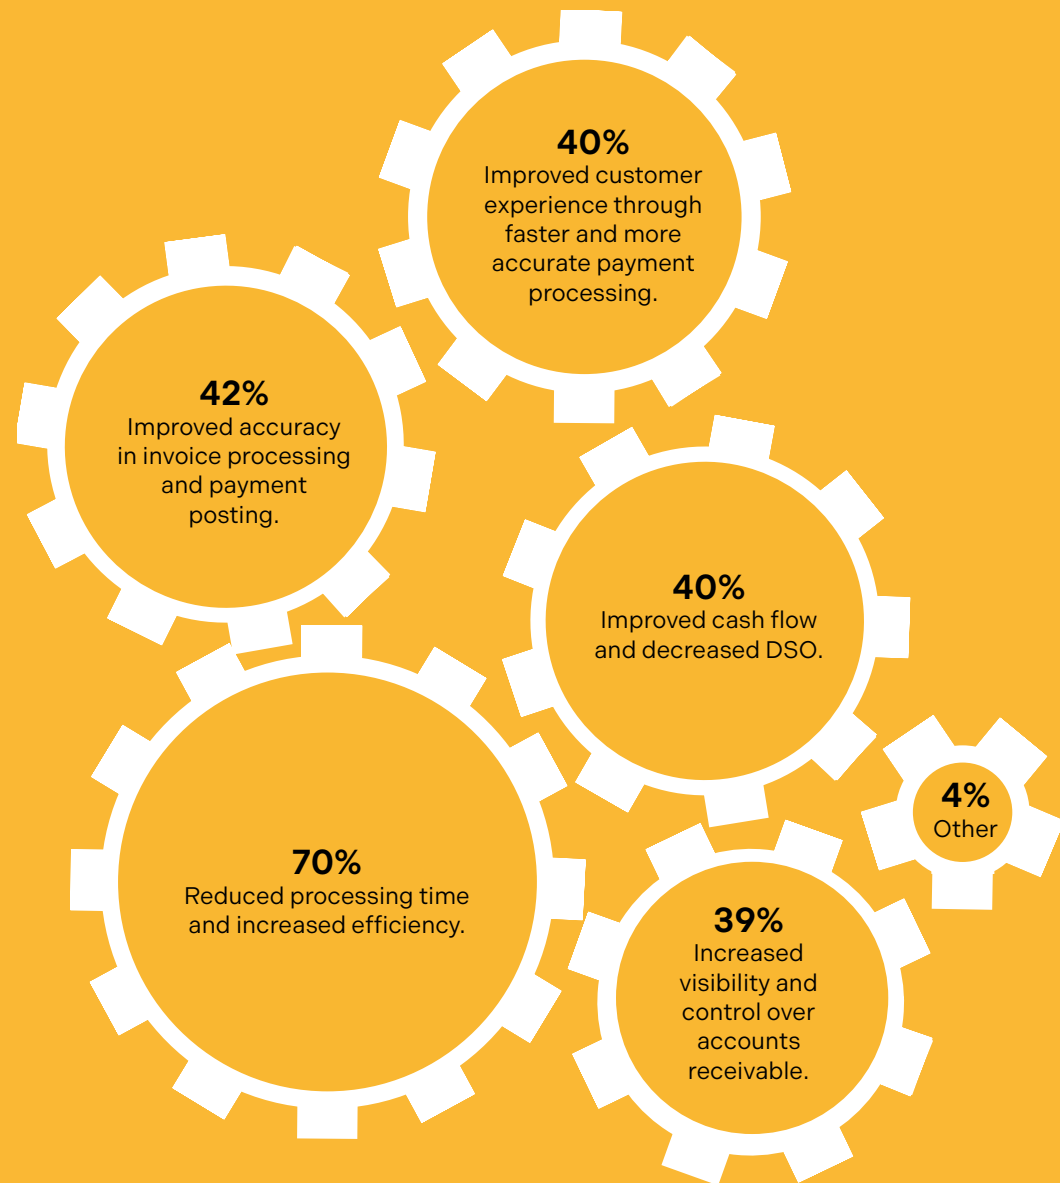 40%
Improved customer
experience through
faster and more
accurate payment
processing.
42%
Improved accuracy
in invoice processing
and payment
posting.
40%
Improved cash flow
and decreased DSO.
4%
Other
70%
Reduced processing time
and increased efficiency.
39%
Increased
visibility and
control over
accounts
receivable.